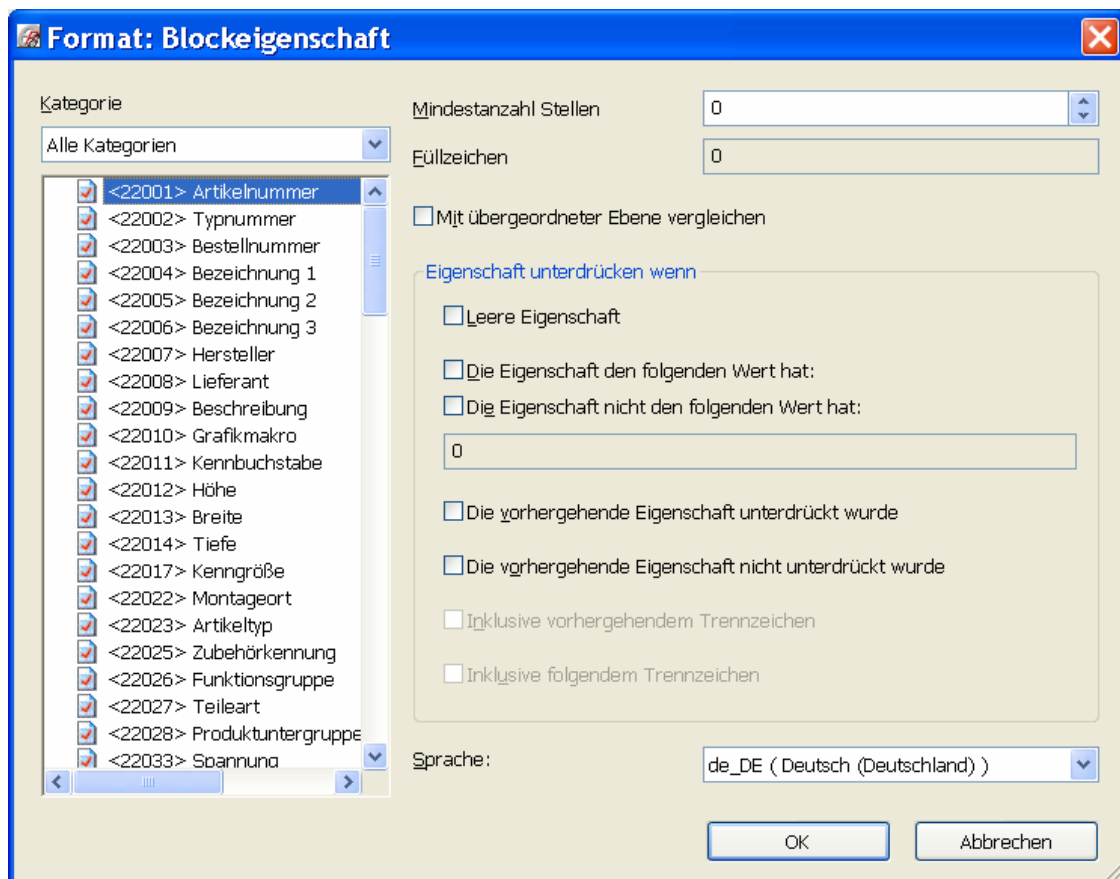 Format: Blockeigenschaft
Kategorie
Alle Kategorien
<22001> Artikelnummer
<22002> Typnummer
<22003> Bestellnummer
<22004> Bezeichnung 1
<22005> Bezeichnung 2
<22006> Bezeichnung 3
<22007> Hersteller
<22008> Lieferant
<22009> Beschreibung
<22010> Grafikmakro
<22011> Kennbuchstabe
<22012> Höhe
<22013> Breite
<22014> Tiefe
<22017> Kenngröße
<22022> Montageort
<22023> Artikeltyp
<22025> Zubehörkennung
<22026> Funktionsgruppe
<22027> Teileart
<22028> Produktuntergruppe
<22033> Spannung
Mindestanzahl Stellen
0
Füllzeichen
0
Mit übergeordneter Ebene vergleichen
Eigenschaft unterdrücken wenn
Leere Eigenschaft
Die Eigenschaft den folgenden Wert hat:
Die Eigenschaft nicht den folgenden Wert hat:
0
Die vorhergehende Eigenschaft unterdrückt wurde
Die vorhergehende Eigenschaft nicht unterdrückt wurde
Inklusive vorhergehendem Trennzeichen
Inklusive folgendem Trennzeichen
Sprache:
de_DE ( Deutsch (Deutschland) )
OK
Abbrechen